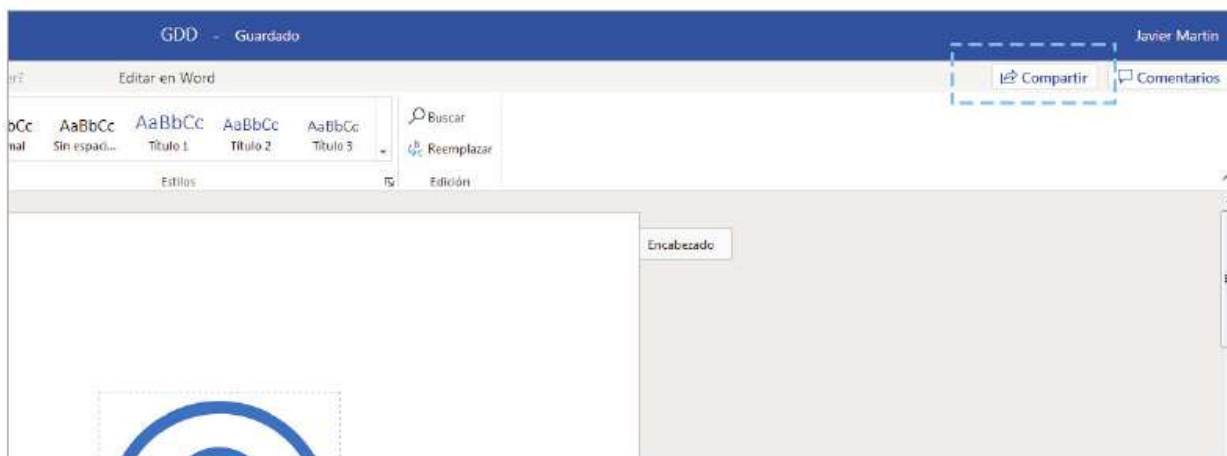 GDD - Guardado Javier Martin
Editar en Word Compartir Comentarios
AaBbCc AaBbCc AaBbCc AaBbCc Buscar
Sin espaci... Título 1 Título 2 Título 3 Reemplazar
Estilos Edición
Encabezado